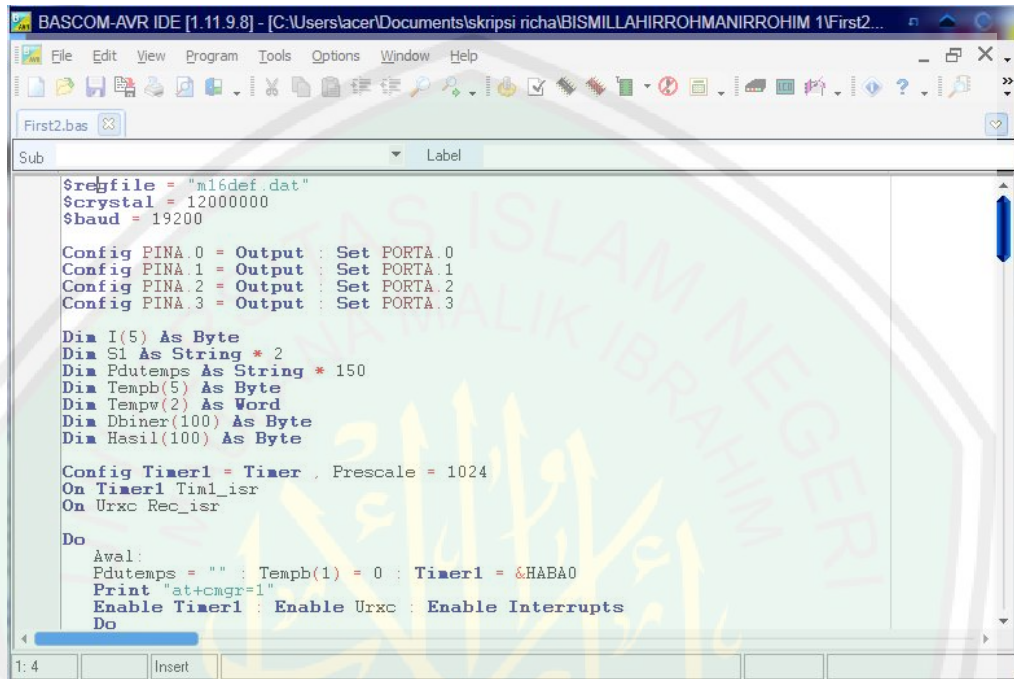 BASCOM-AVR IDE [1.11.9.8] - [C:\Users\acer\Documents\skripsi richa\BISMILLAHIRROHMANIRROHIM 1\First2...
File Edit View Program Tools Options Window Help
First2.bas
Sub Label
$regfile = "m16def.dat"
$crystal = 12000000
$baud = 19200
Config PINA.0 = Output : Set PORTA.0
Config PINA.1 = Output : Set PORTA.1
Config PINA.2 = Output : Set PORTA.2
Config PINA.3 = Output : Set PORTA.3
Dim I(5) As Byte
Dim S1 As String * 2
Dim Pdutemps As String * 150
Dim Tempb(5) As Byte
Dim Tempw(2) As Word
Dim Dbiner(100) As Byte
Dim Hasil(100) As Byte
Config Timer1 = Timer , Prescale = 1024
On Timer1 Tim1_isr
On Urxc Rec_isr
Do
Awal:
Pdutemps = "" : Tempb(1) = 0 : Timer1 = &HABA0
Print "at+cmgr=1"
Enable Timer1 : Enable Urxc : Enable Interrupts
Do
1: 4 Insert
ISLAM NEGERI
MALIK IBRAHIM